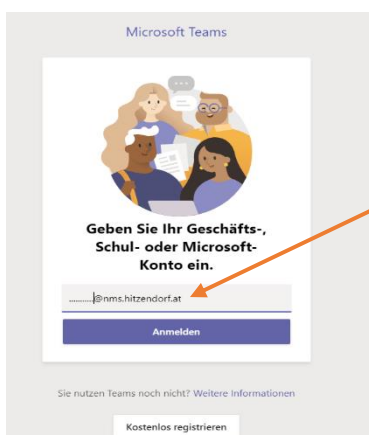 Microsoft Teams
Geben Sie Ihr Geschäfts-,
Schul- oder Microsoft-
Konto ein.
..........@nms.hitzendorf.at
Anmelden
Sie nutzen Teams noch nicht? Weitere Informationen
Kostenlos registrieren